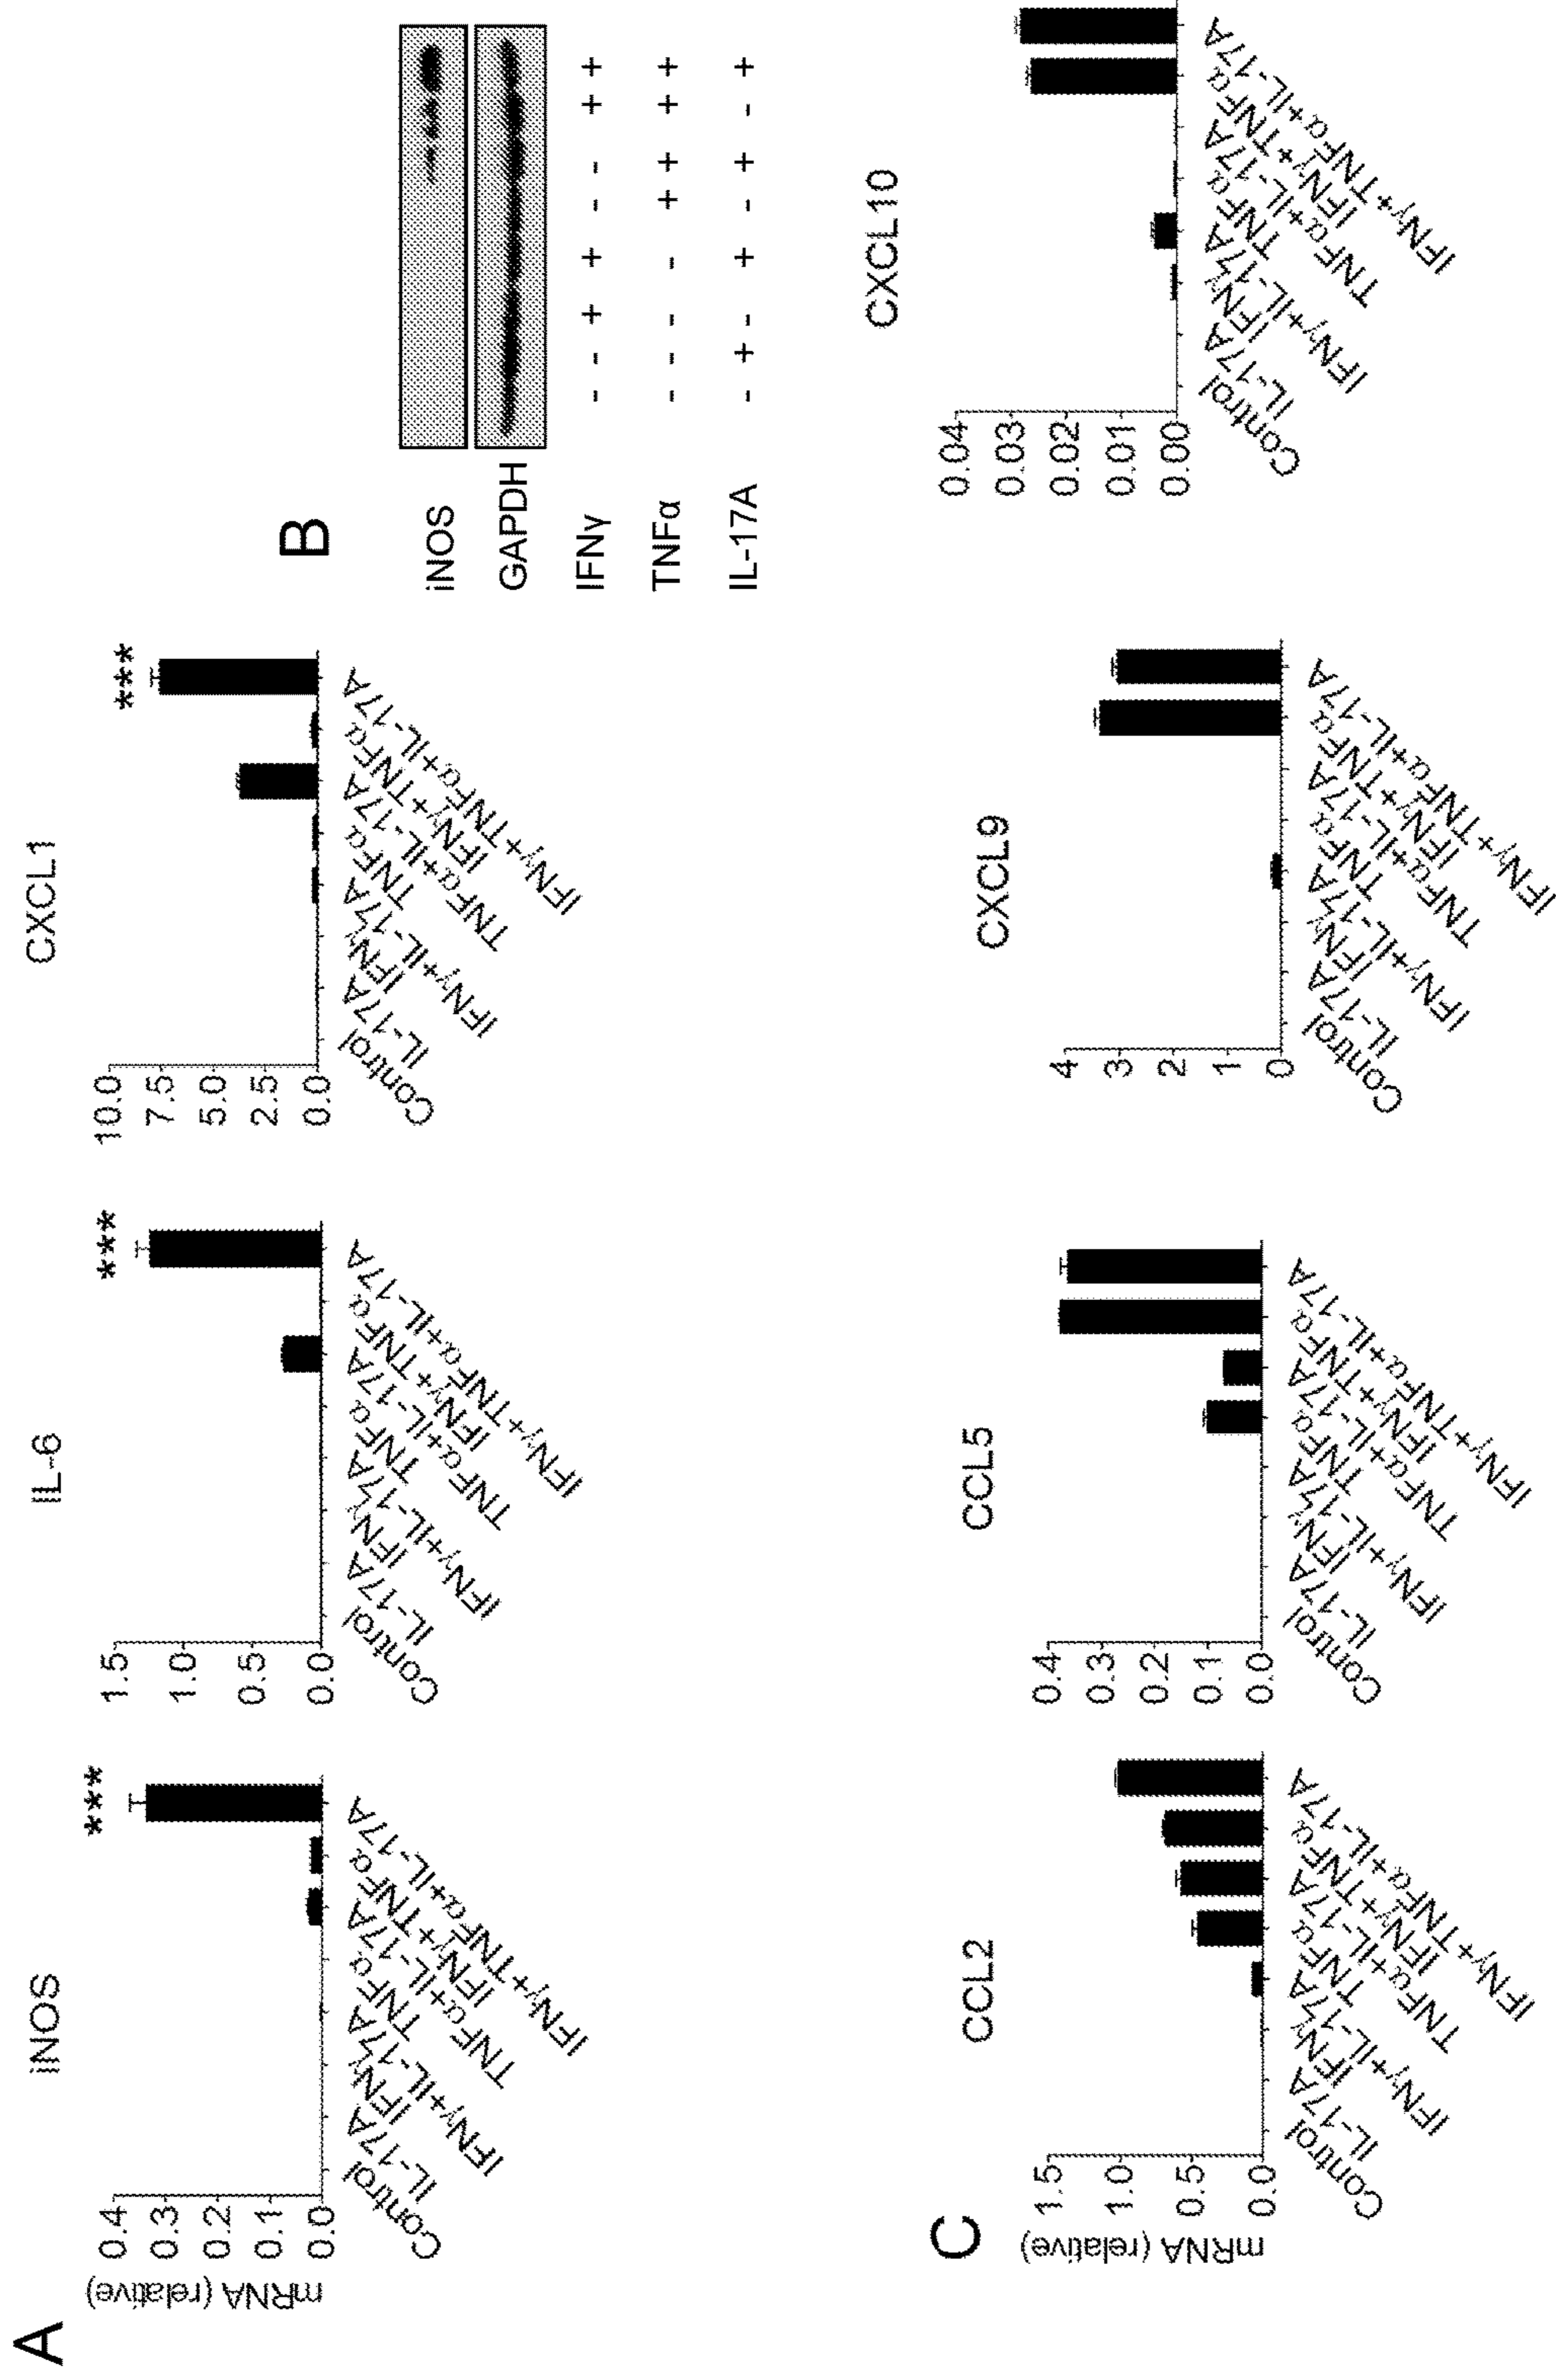 A
iNOS
***
mRNA (relative)
0.4
0.3
0.2
0.1
0.0
Control
IL-17A
IFNγ
IFNγ+IL-17A
TNFα
TNFα+IL-17A
IFNγ+TNFα
IFNγ+TNFα+IL-17A
IL-6
***
1.5
1.0
0.5
0.0
Control
IL-17A
IFNγ
IFNγ+IL-17A
TNFα
TNFα+IL-17A
IFNγ+TNFα
IFNγ+TNFα+IL-17A
CXCL1
***
10.0
7.5
5.0
2.5
0.0
Control
IL-17A
IFNγ
IFNγ+IL-17A
TNFα
TNFα+IL-17A
IFNγ+TNFα
IFNγ+TNFα+IL-17A
B
iNOS
GAPDH
IFNγ - - + + - - + +
TNFα - - - - + + + +
IL-17A - + - + - + - +
C
CCL2
mRNA (relative)
1.5
1.0
0.5
0.0
Control
IL-17A
IFNγ
IFNγ+IL-17A
TNFα
TNFα+IL-17A
IFNγ+TNFα
IFNγ+TNFα+IL-17A
CCL5
0.4
0.3
0.2
0.1
0.0
Control
IL-17A
IFNγ
IFNγ+IL-17A
TNFα
TNFα+IL-17A
IFNγ+TNFα
IFNγ+TNFα+IL-17A
CXCL9
4
3
2
1
0
Control
IL-17A
IFNγ
IFNγ+IL-17A
TNFα
TNFα+IL-17A
IFNγ+TNFα
IFNγ+TNFα+IL-17A
CXCL10
0.04
0.03
0.02
0.01
0.00
Control
IL-17A
IFNγ
IFNγ+IL-17A
TNFα
TNFα+IL-17A
IFNγ+TNFα
IFNγ+TNFα+IL-17A